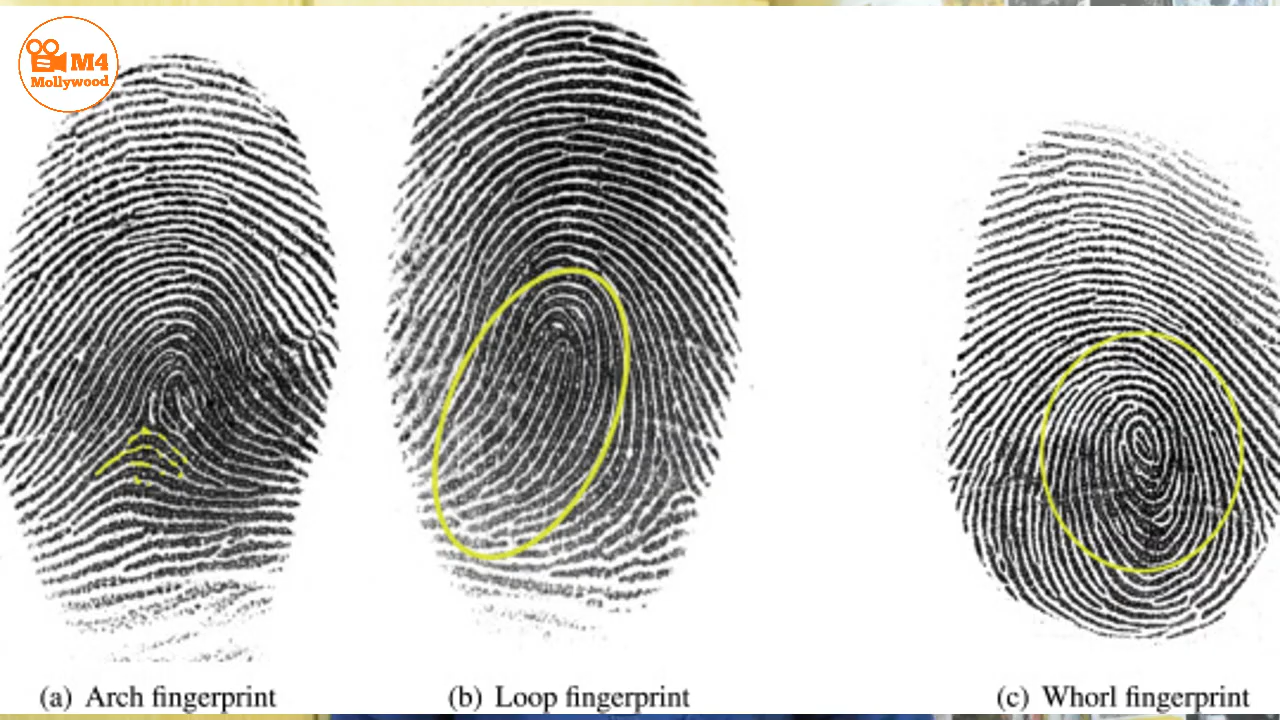 M4
Mollywood
(a) Arch fingerprint
(b) Loop fingerprint
(c) Whorl fingerprint